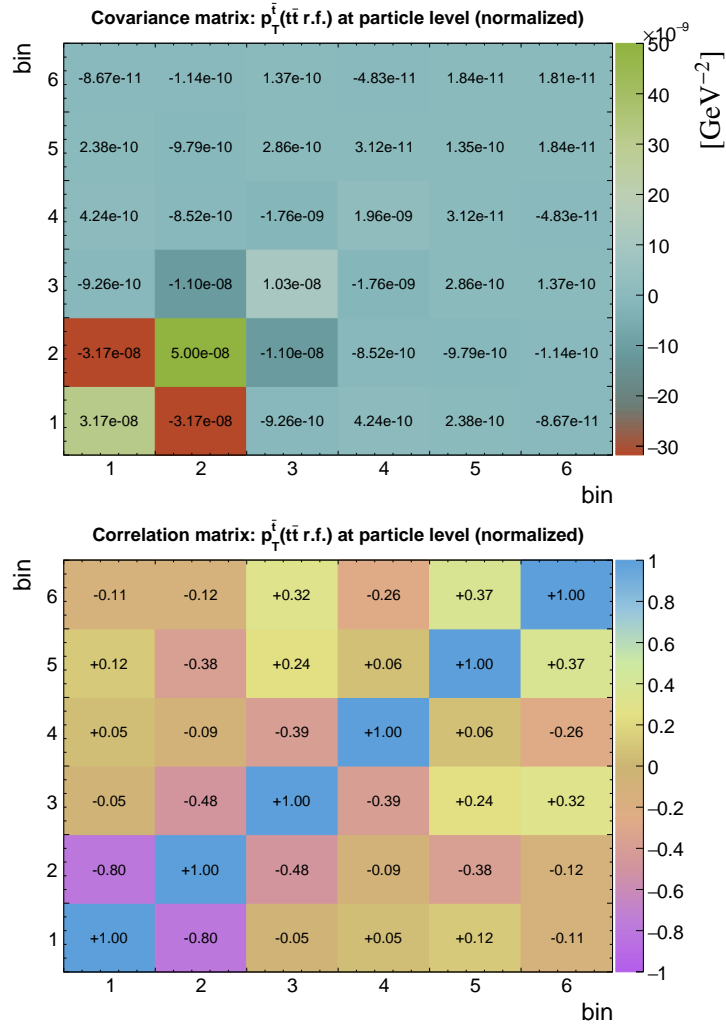 Covariance matrix: p_T^t̄ (tt̄ r.f.) at particle level (normalized)
×10⁻⁹
bin
[GeV⁻²]
6 -8.67e-11 -1.14e-10 1.37e-10 -4.83e-11 1.84e-11 1.81e-11
5 2.38e-10 -9.79e-10 2.86e-10 3.12e-11 1.35e-10 1.84e-11
4 4.24e-10 -8.52e-10 -1.76e-09 1.96e-09 3.12e-11 -4.83e-11
3 -9.26e-10 -1.10e-08 1.03e-08 -1.76e-09 2.86e-10 1.37e-10
2 -3.17e-08 5.00e-08 -1.10e-08 -8.52e-10 -9.79e-10 -1.14e-10
1 3.17e-08 -3.17e-08 -9.26e-10 4.24e-10 2.38e-10 -8.67e-11
1 2 3 4 5 6
bin
50
40
30
20
10
0
−10
−20
−30
Correlation matrix: p_T^t̄ (tt̄ r.f.) at particle level (normalized)
bin
6 -0.11 -0.12 +0.32 -0.26 +0.37 +1.00
5 +0.12 -0.38 +0.24 +0.06 +1.00 +0.37
4 +0.05 -0.09 -0.39 +1.00 +0.06 -0.26
3 -0.05 -0.48 +1.00 -0.39 +0.24 +0.32
2 -0.80 +1.00 -0.48 -0.09 -0.38 -0.12
1 +1.00 -0.80 -0.05 +0.05 +0.12 -0.11
1 2 3 4 5 6
bin
1
0.8
0.6
0.4
0.2
0
−0.2
−0.4
−0.6
−0.8
−1